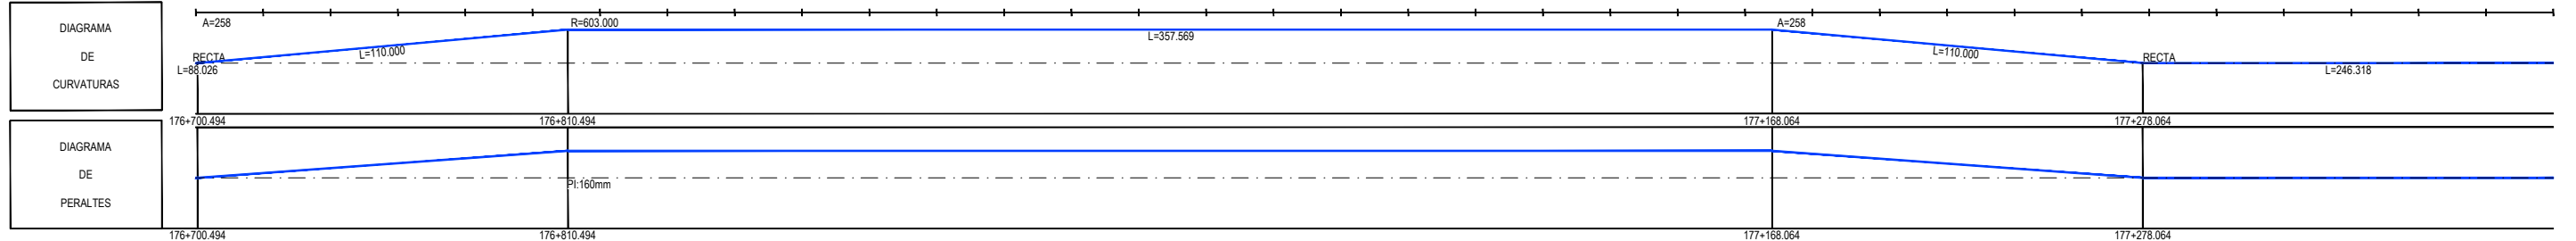 DIAGRAMA
DE
CURVATURAS
A=258
R=603.000
A=258
RECTA
L=88.026
L=110.000
L=357.569
L=110.000
RECTA
L=246.318
176+700.494
176+810.494
177+168.064
177+278.064
DIAGRAMA
DE
PERALTES
PI:160mm
176+700.494
176+810.494
177+168.064
177+278.064